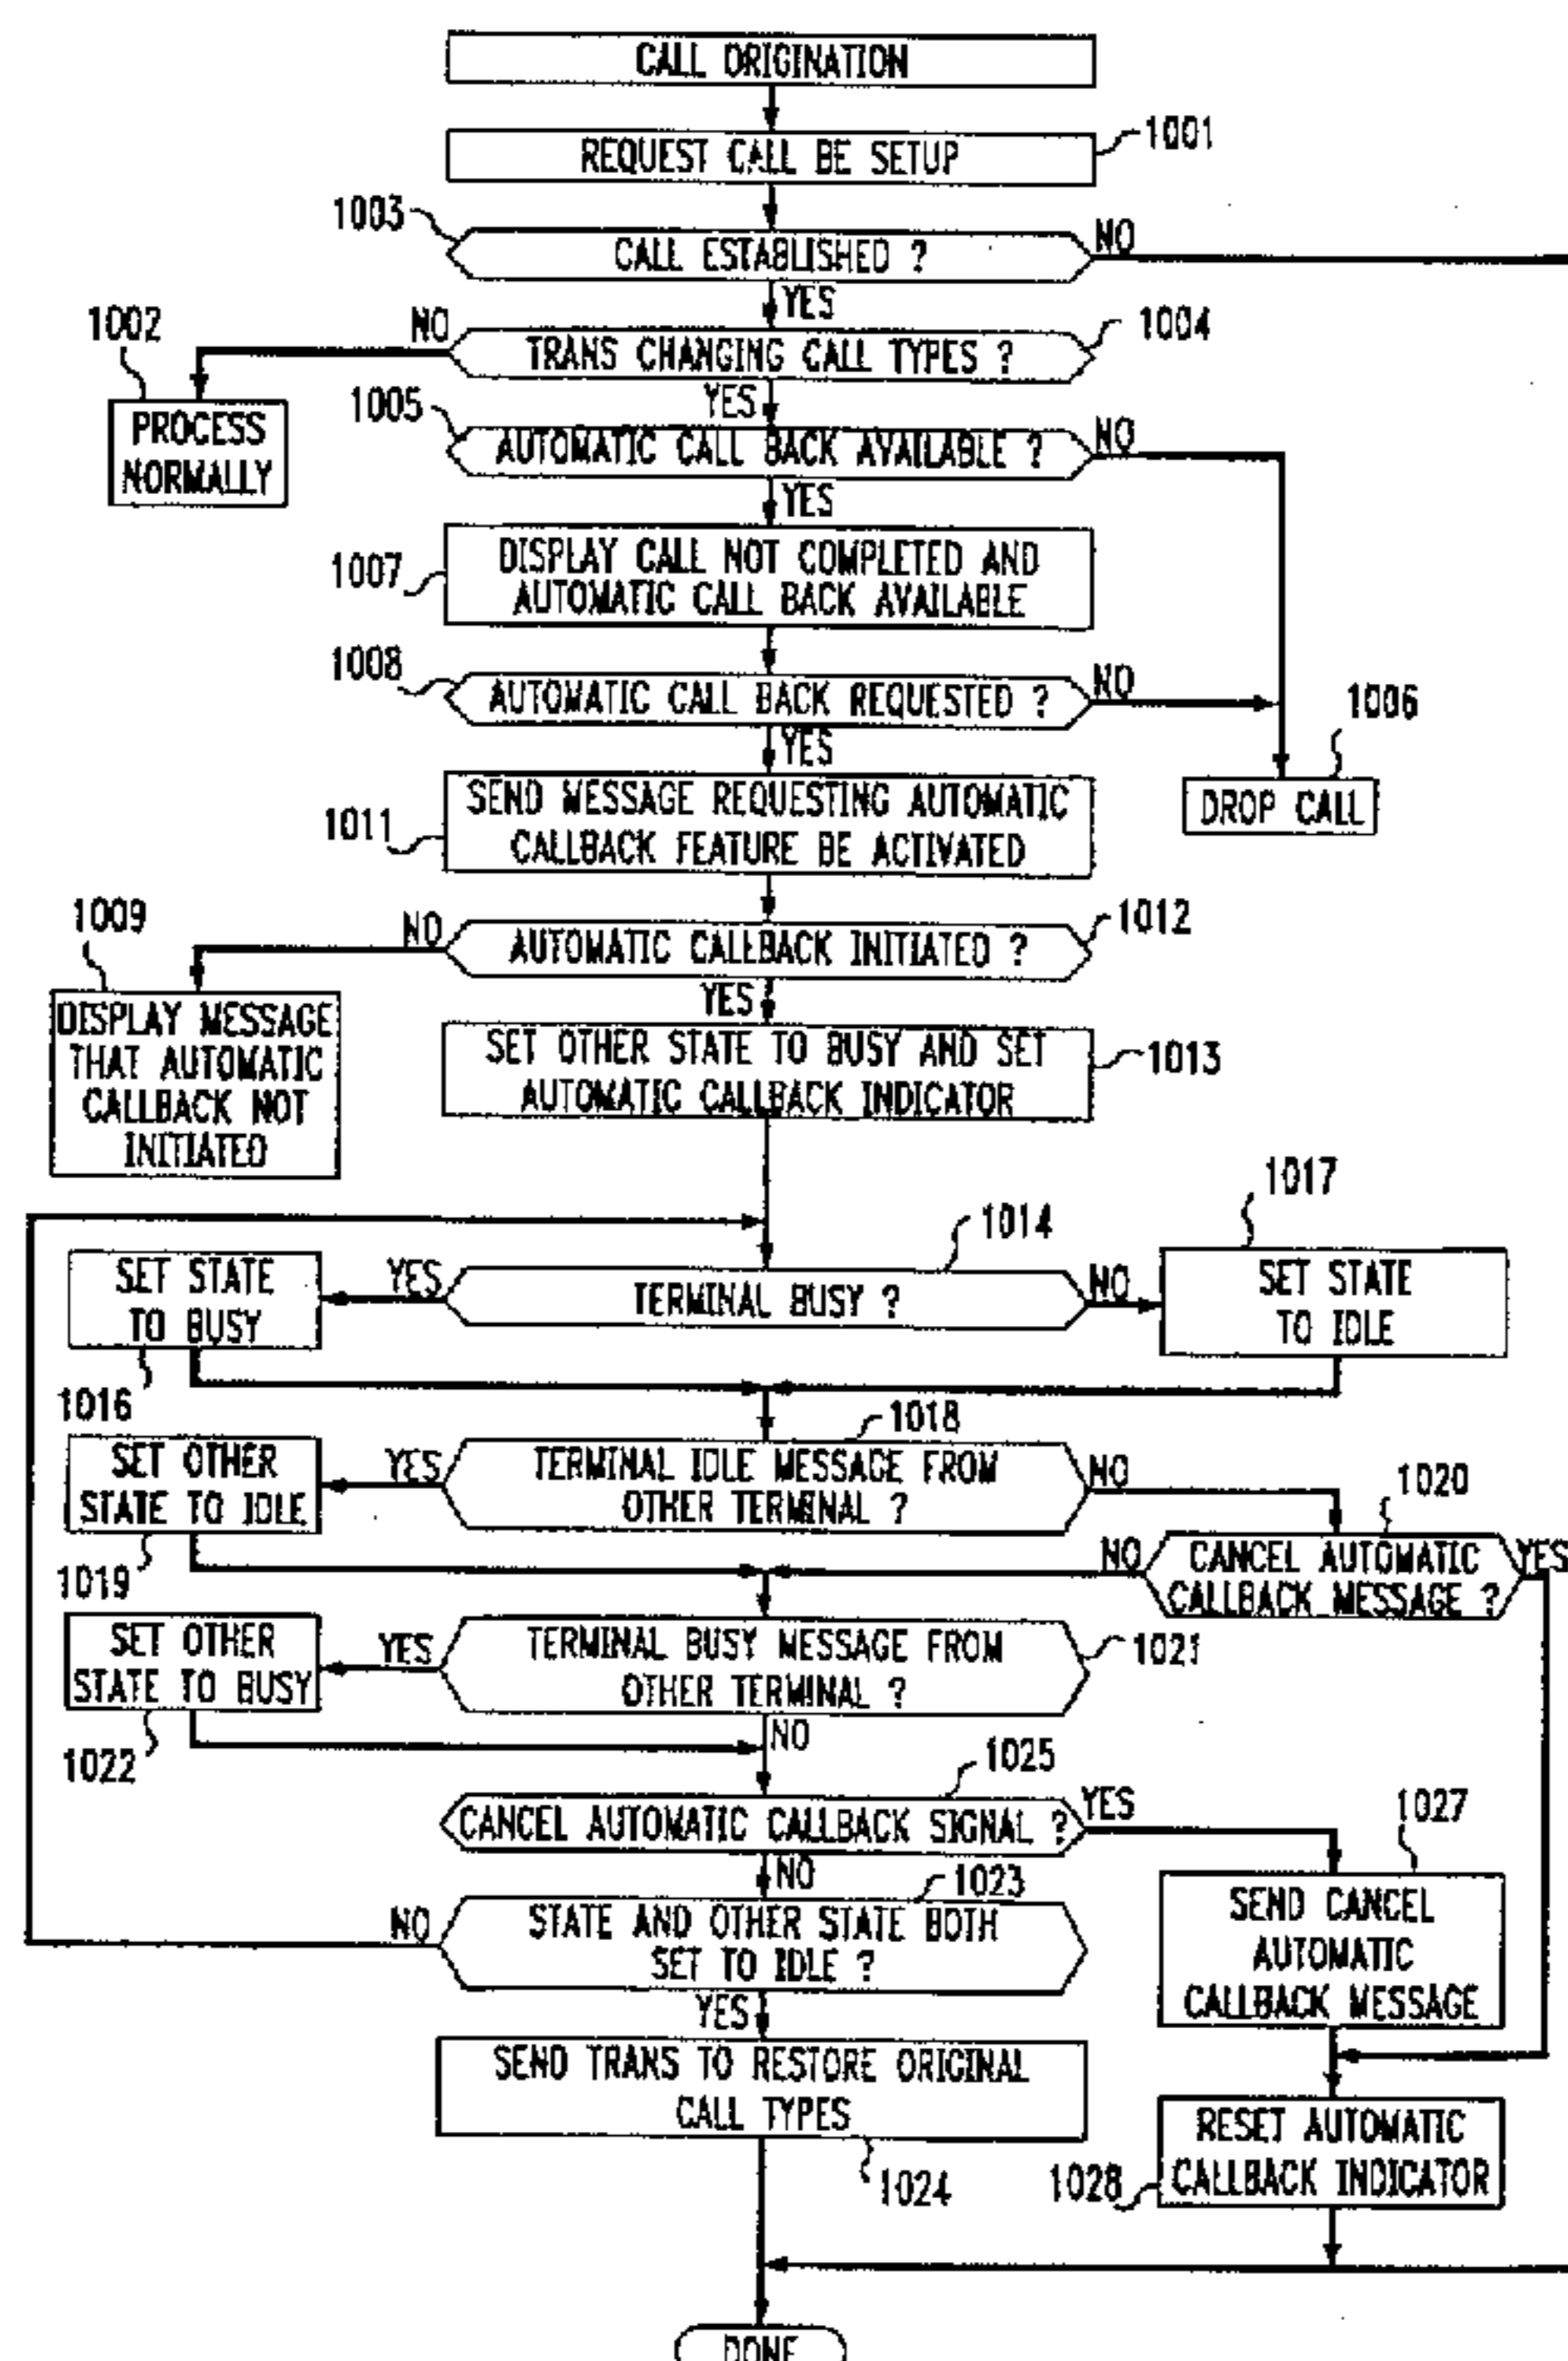 CALL ORIGINATION
REQUEST CALL BE SETUP
1001
1003
CALL ESTABLISHED ?
NO
YES
1002
NO
TRANS CHANGING CALL TYPES ?
1004
PROCESS
NORMALLY
YES
1005
AUTOMATIC CALL BACK AVAILABLE ?
NO
YES
1007
DISPLAY CALL NOT COMPLETED AND
AUTOMATIC CALL BACK AVAILABLE
1008
AUTOMATIC CALL BACK REQUESTED ?
NO
1006
YES
DROP CALL
1011
SEND MESSAGE REQUESTING AUTOMATIC
CALLBACK FEATURE BE ACTIVATED
1009
NO
AUTOMATIC CALLBACK INITIATED ?
1012
YES
DISPLAY MESSAGE
THAT AUTOMATIC
CALLBACK NOT
INITIATED
SET OTHER STATE TO BUSY AND SET
AUTOMATIC CALLBACK INDICATOR
1013
1017
1014
SET STATE
TO BUSY
YES
TERMINAL BUSY ?
NO
SET STATE
TO IDLE
1016
1018
SET OTHER
STATE TO IDLE
YES
TERMINAL IDLE MESSAGE FROM
OTHER TERMINAL ?
NO
1020
1019
NO
CANCEL AUTOMATIC
CALLBACK MESSAGE ?
YES
SET OTHER
STATE TO BUSY
YES
TERMINAL BUSY MESSAGE FROM
OTHER TERMINAL ?
1021
1022
NO
1025
CANCEL AUTOMATIC CALLBACK SIGNAL ?
YES
1027
NO
1023
NO
STATE AND OTHER STATE BOTH
SET TO IDLE ?
SEND CANCEL
AUTOMATIC
CALLBACK MESSAGE
YES
SEND TRANS TO RESTORE ORIGINAL
CALL TYPES
1024
RESET AUTOMATIC
CALLBACK INDICATOR
1028
DONE